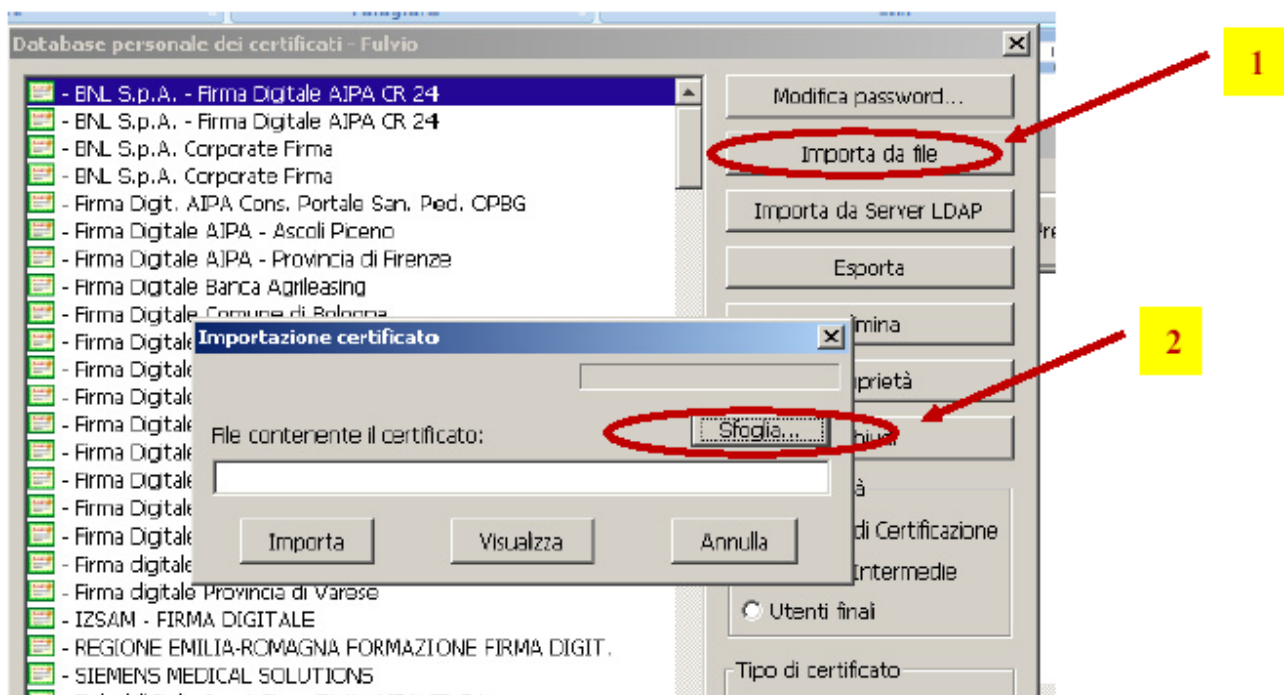 Database personale dei certificati - Fulvio
- BNL S.p.A. - Firma Digitale AIPA CR 24
- BNL S.p.A. - Firma Digitale AIPA CR 24
- BNL S.p.A. Corporate Firma
- BNL S.p.A. Corporate Firma
- Firma Digit. AIPA Cons. Portale San. Ped. OPBG
- Firma Digitale AIPA - Ascoli Piceno
- Firma Digitale AIPA - Provincia di Firenze
- Firma Digitale Banca Agrileasing
- Firma Digitale Comune di Bologna
- Firma Digitale
- Firma Digitale
- Firma Digitale
- Firma Digitale
- Firma Digitale
- Firma Digitale
- Firma Digitale
- Firma Digitale
- Firma digitale
- Firma digitale Provincia di Varese
- IZSAM - FIRMA DIGITALE
- REGIONE EMILIA-ROMAGNA FORMAZIONE FIRMA DIGIT.
- SIEMENS MEDICAL SOLUTIONS
Modifica password...
Importa da file
Importa da Server LDAP
Esporta
mina
prietà
à
di Certificazione
Intermedie
Utenti finali
Tipo di certificato
Importazione certificato
File contenente il certificato:
Sfoglia...
Importa
Visualizza
Annulla
1
2